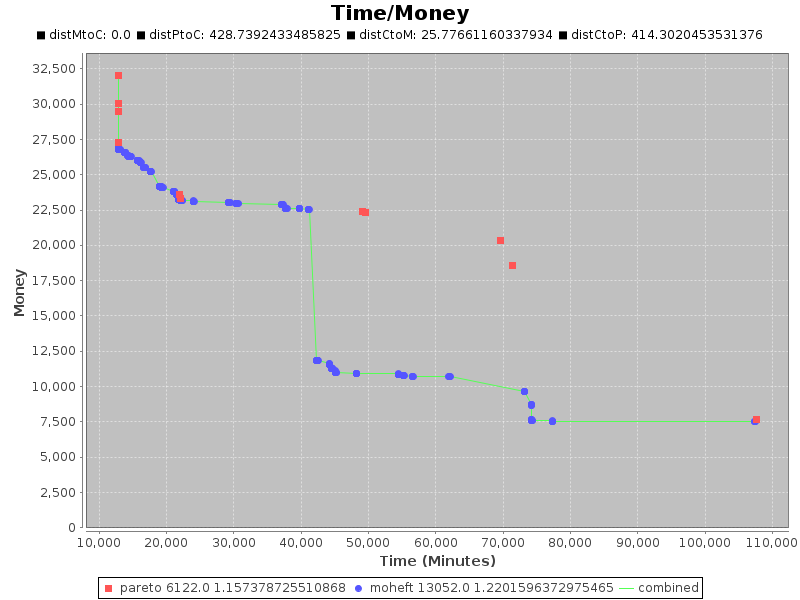 Time/Money
distMtoC: 0.0 distPtoC: 428.7392433485825 distCtoM: 25.77661160337934 distCtoP: 414.3020453531376
32,500
30,000
27,500
25,000
22,500
20,000
17,500
15,000
12,500
10,000
7,500
5,000
2,500
0
Money
10,000 20,000 30,000 40,000 50,000 60,000 70,000 80,000 90,000 100,000 110,000
Time (Minutes)
pareto 6122.0 1.157378725510868 moheft 13052.0 1.2201596372975465 combined